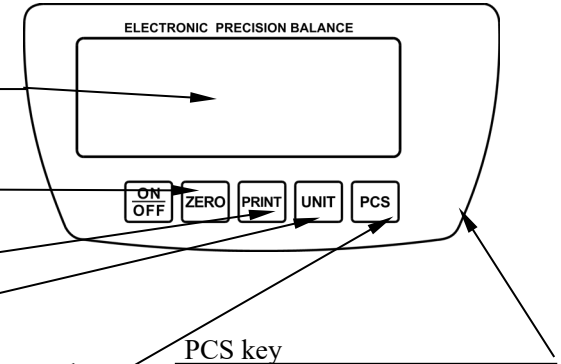 ELECTRONIC PRECISION BALANCE
ON
OFF
ZERO
PRINT
UNIT
PCS
PCS key